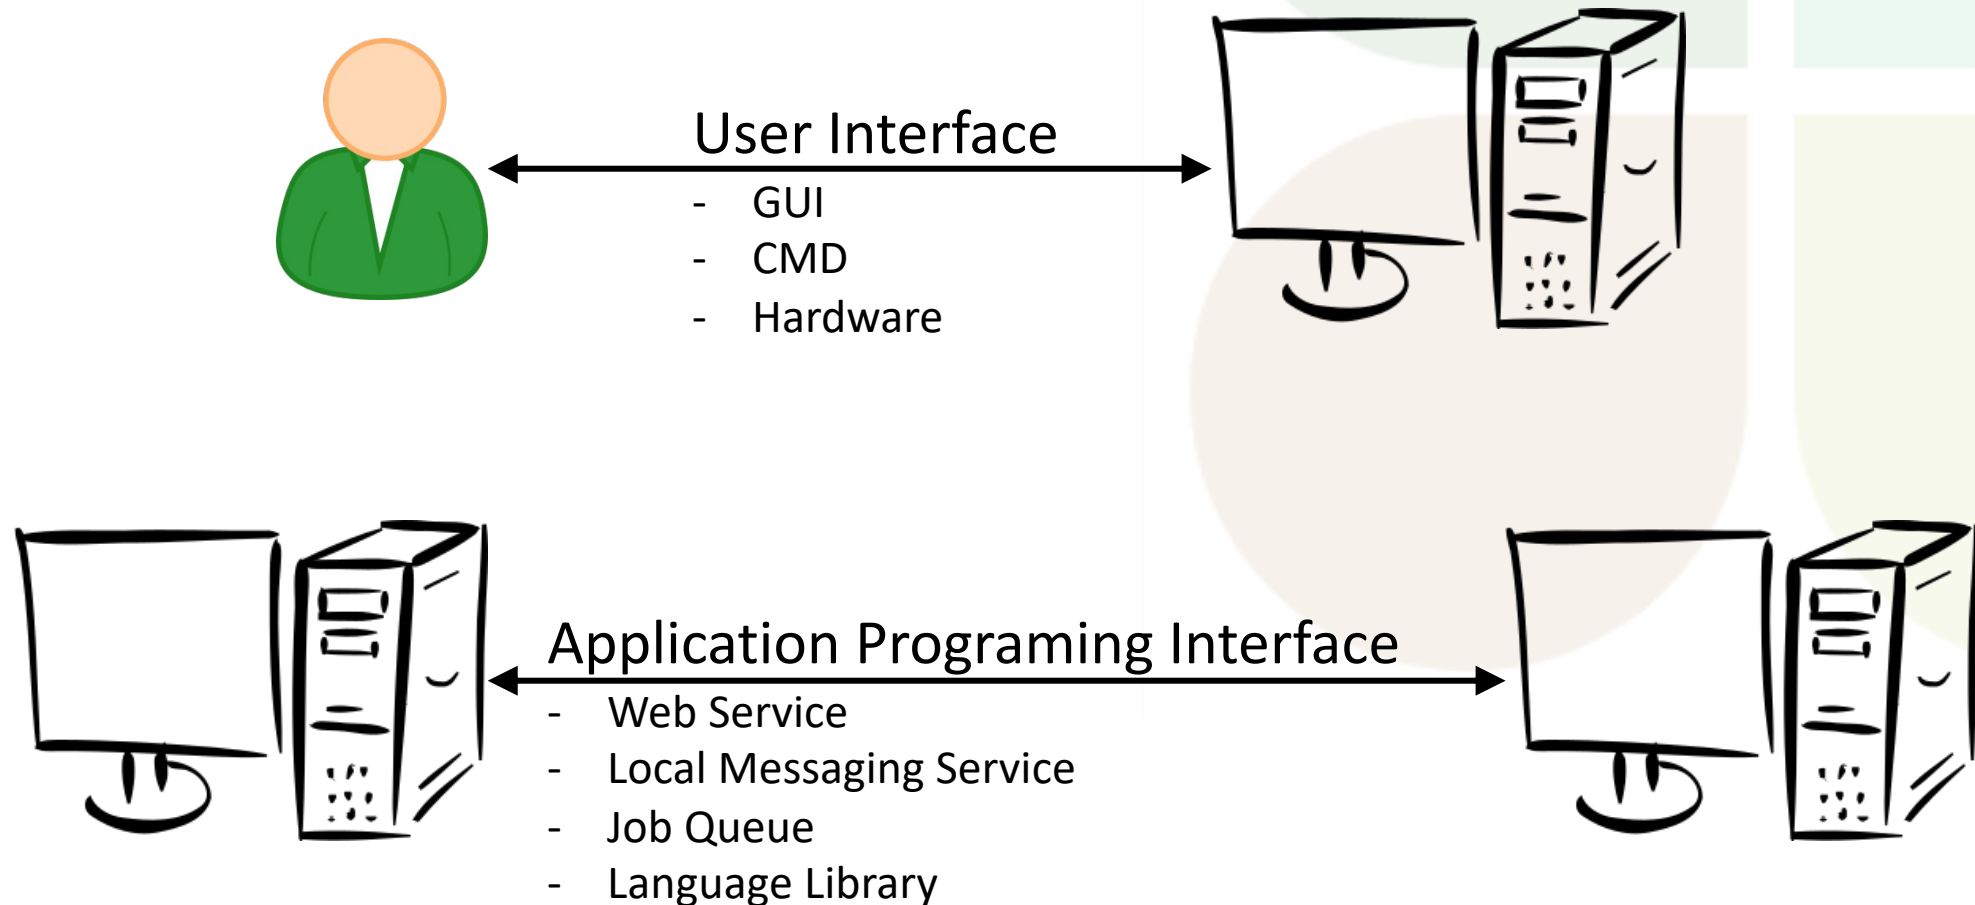 User Interface
- GUI
- CMD
- Hardware
Application Programing Interface
- Web Service
- Local Messaging Service
- Job Queue
- Language Library